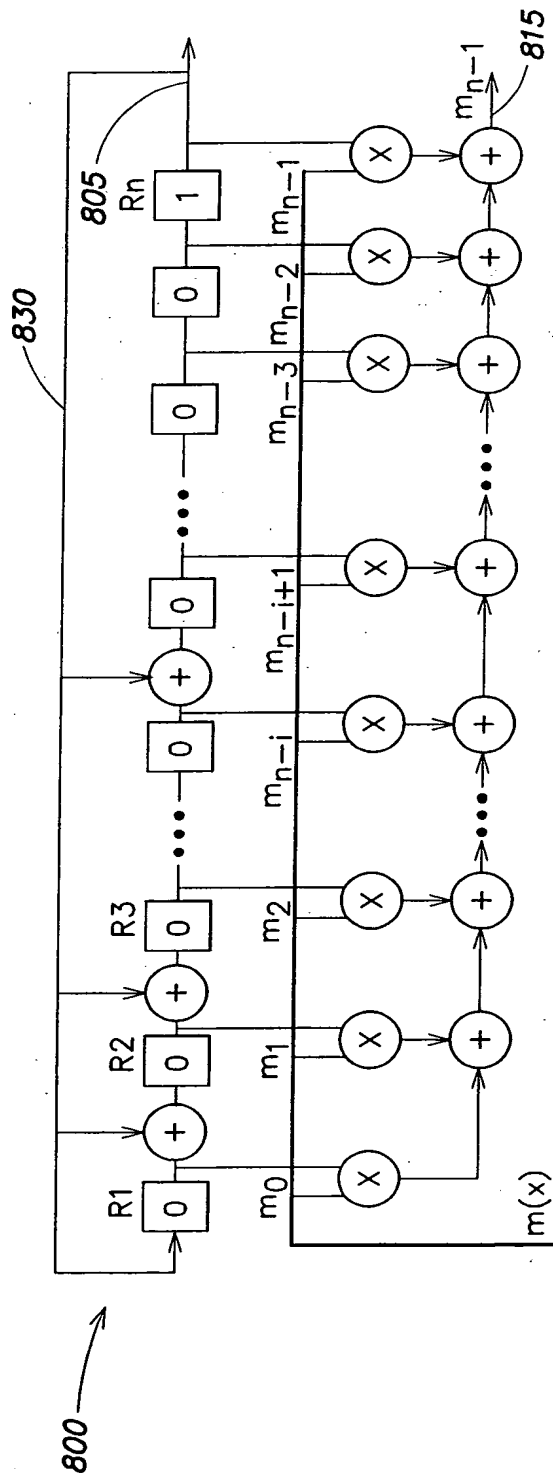 800
830
805
R1 R2 R3 Rn
0 + 0 + 0 ••• 0 + 0 ••• 0 0 1
m0 m1 m2 mn−i mn−i+1 mn−3 mn−2 mn−1
X X X X X X X X
+ + + + + + +
••• •••
mn−1
815
m(x)